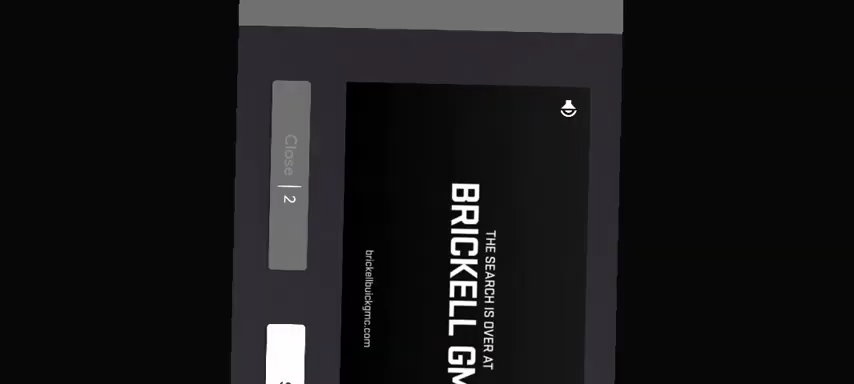 THE SEARCH IS OVER AT
BRICKELL GM
brickellbuickgmc.com
Close | 2
S